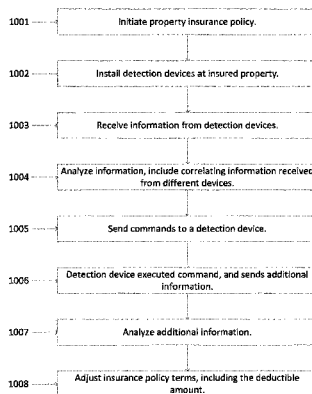 1001 Initiate property insurance policy.
1002 Install detection devices at insured property.
1003 Receive information from detection devices.
1004 Analyze information, include correlating information received
from different devices.
1005 Send commands to a detection device.
1006 Detection device executed command, and sends additional
information.
1007 Analyze additional information.
1008 Adjust insurance policy terms, including the deductible
amount.